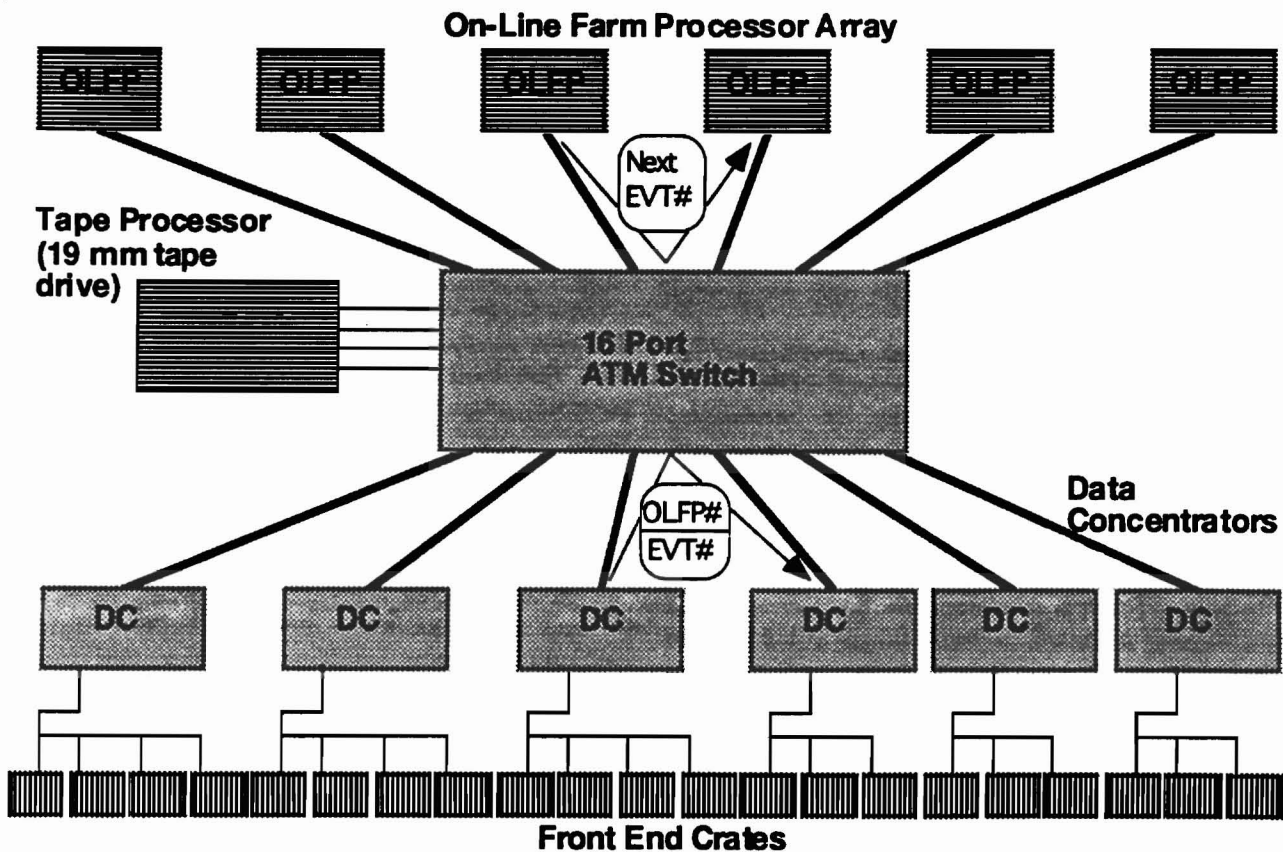 On-Line Farm Processor Array
OLFP OLFP OLFP OLFP OLFP OLFP
Next
EVT#
Tape Processor
(19 mm tape
drive)
16 Port
ATM Switch
OLFP#
EVT#
Data
Concentrators
DC DC DC DC DC DC
Front End Crates